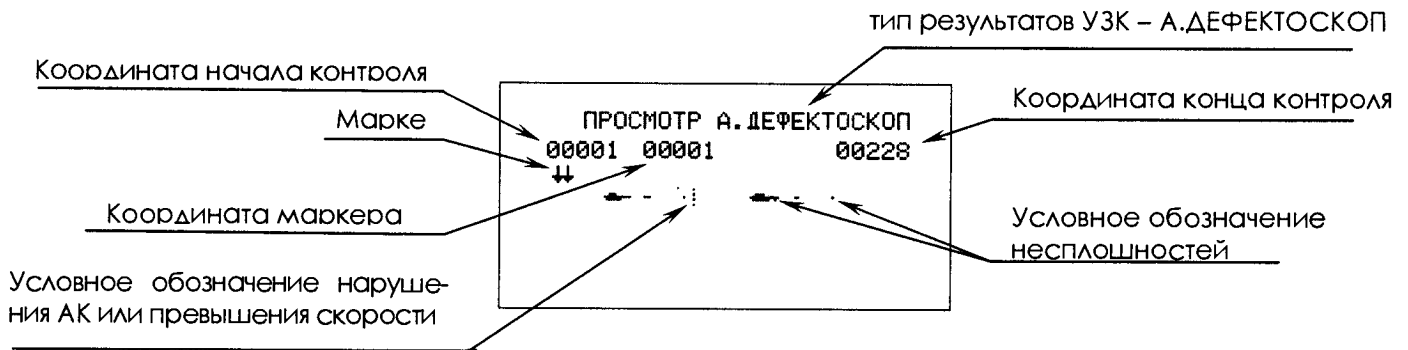 тип результатов УЗК – А.ДЕФЕКТОСКОП
Координата начала контроля
Марке
Координата конца контроля
ПРОСМОТР А.ДЕФЕКТОСКОП
00001 00001 00228
Координата маркера
Условное обозначение
несплошностей
Условное обозначение наруше-
ния АК или превышения скорости